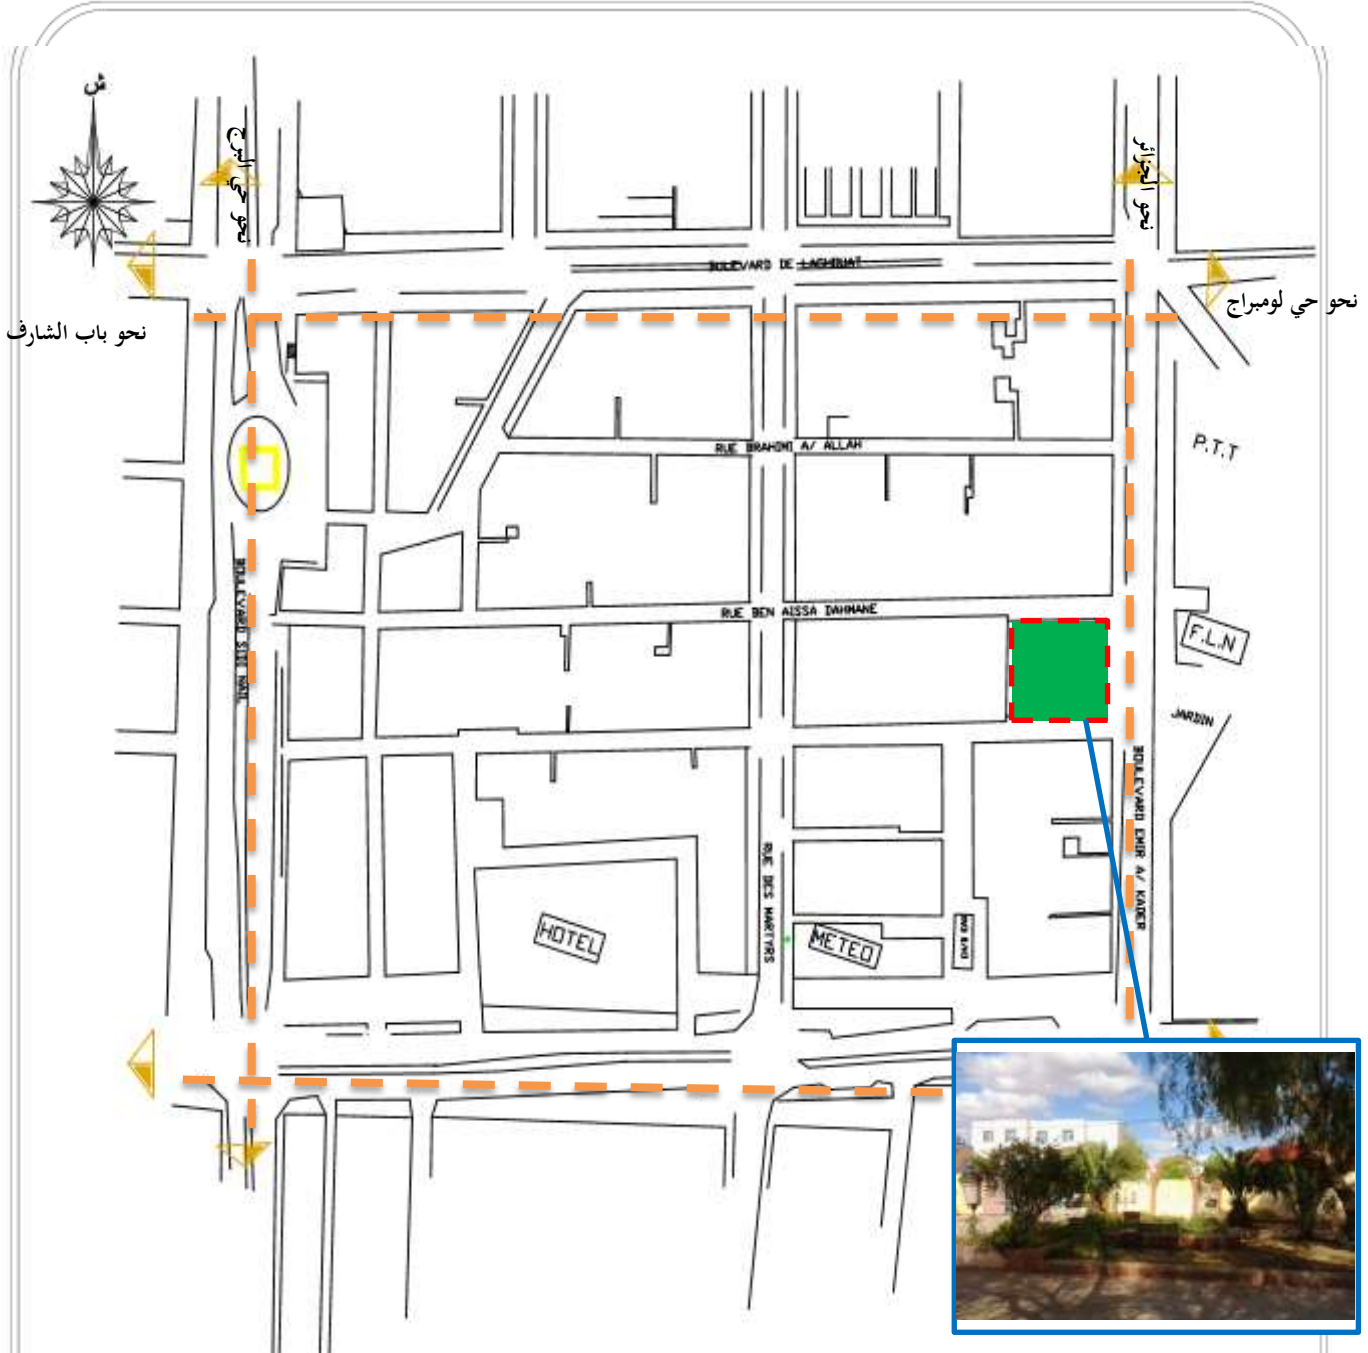 ش
نحو حي البرج
نحو الجزائر
BOULEVARD DE LAGHOUAT
نحو حي لومبراج
نحو باب الشارف
RUE BRAHIMI A/ ALLAH
P.T.T
RUE BEN AISSA DAHMANE
BOULEVARD SIDI NAIL
F.L.N
JARDIN
BOULEVARD EMIR A/ KADER
RUE DES MARTYRS
HOTEL
METEO